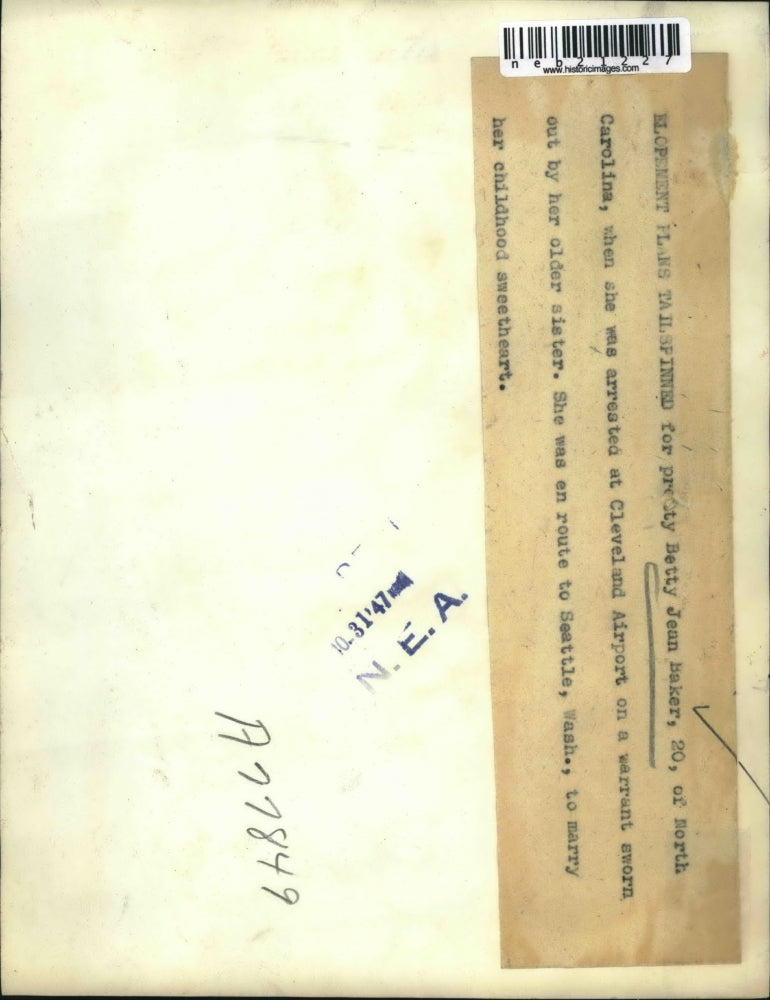 neb21227
www.historicimages.com
ELOPEMENT PLANS TAILSPINNED for pretty Betty Jean Baker, 20, of North
Carolina, when she was arrested at Cleveland Airport on a warrant sworn
out by her older sister. She was en route to Seattle, Wash., to marry
her childhood sweetheart.
10-31'47
N.E.A.
A77849